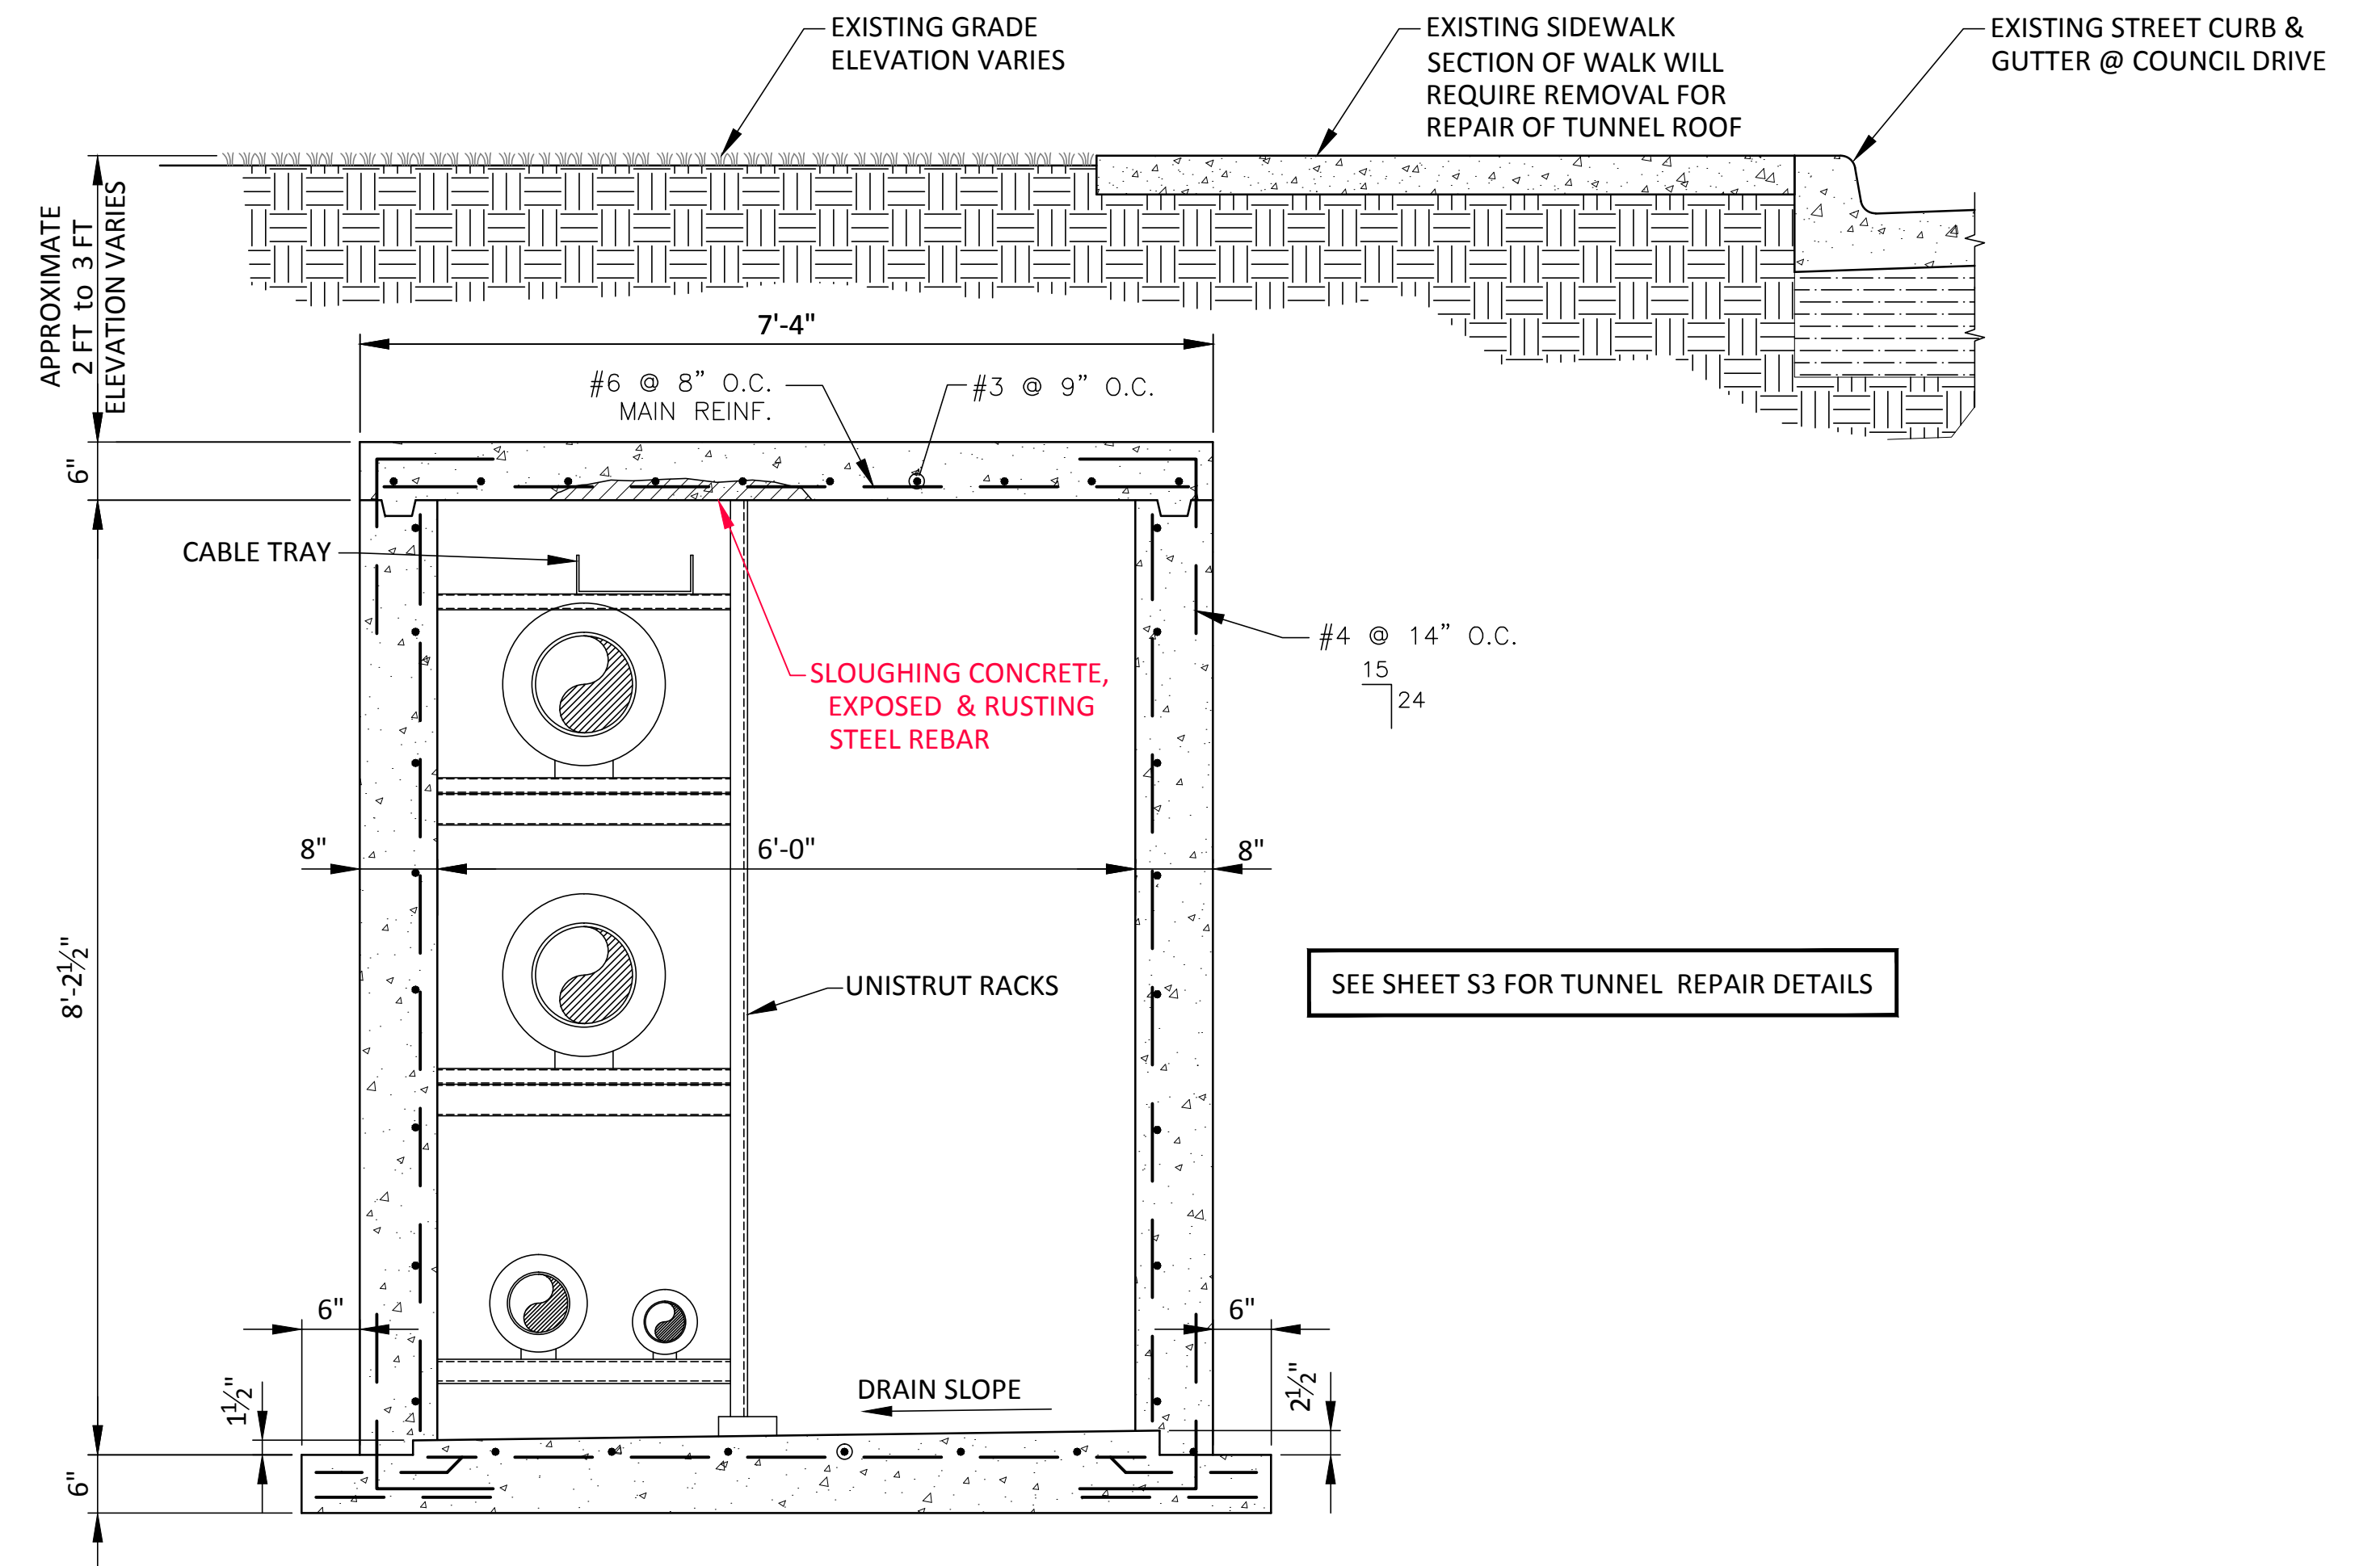 EXISTING GRADE
ELEVATION VARIES
EXISTING SIDEWALK
SECTION OF WALK WILL
REQUIRE REMOVAL FOR
REPAIR OF TUNNEL ROOF
EXISTING STREET CURB &
GUTTER @ COUNCIL DRIVE
APPROXIMATE
2 FT to 3 FT
ELEVATION VARIES
7'-4"
#6 @ 8” O.C.
MAIN REINF.
#3 @ 9” O.C.
6"
CABLE TRAY
#4 @ 14” O.C.
15
24
SLOUGHING CONCRETE,
EXPOSED & RUSTING
STEEL REBAR
8"
6'-0"
8"
8'-2½"
UNISTRUT RACKS
SEE SHEET S3 FOR TUNNEL REPAIR DETAILS
6"
6"
1½"
DRAIN SLOPE
2½"
6"